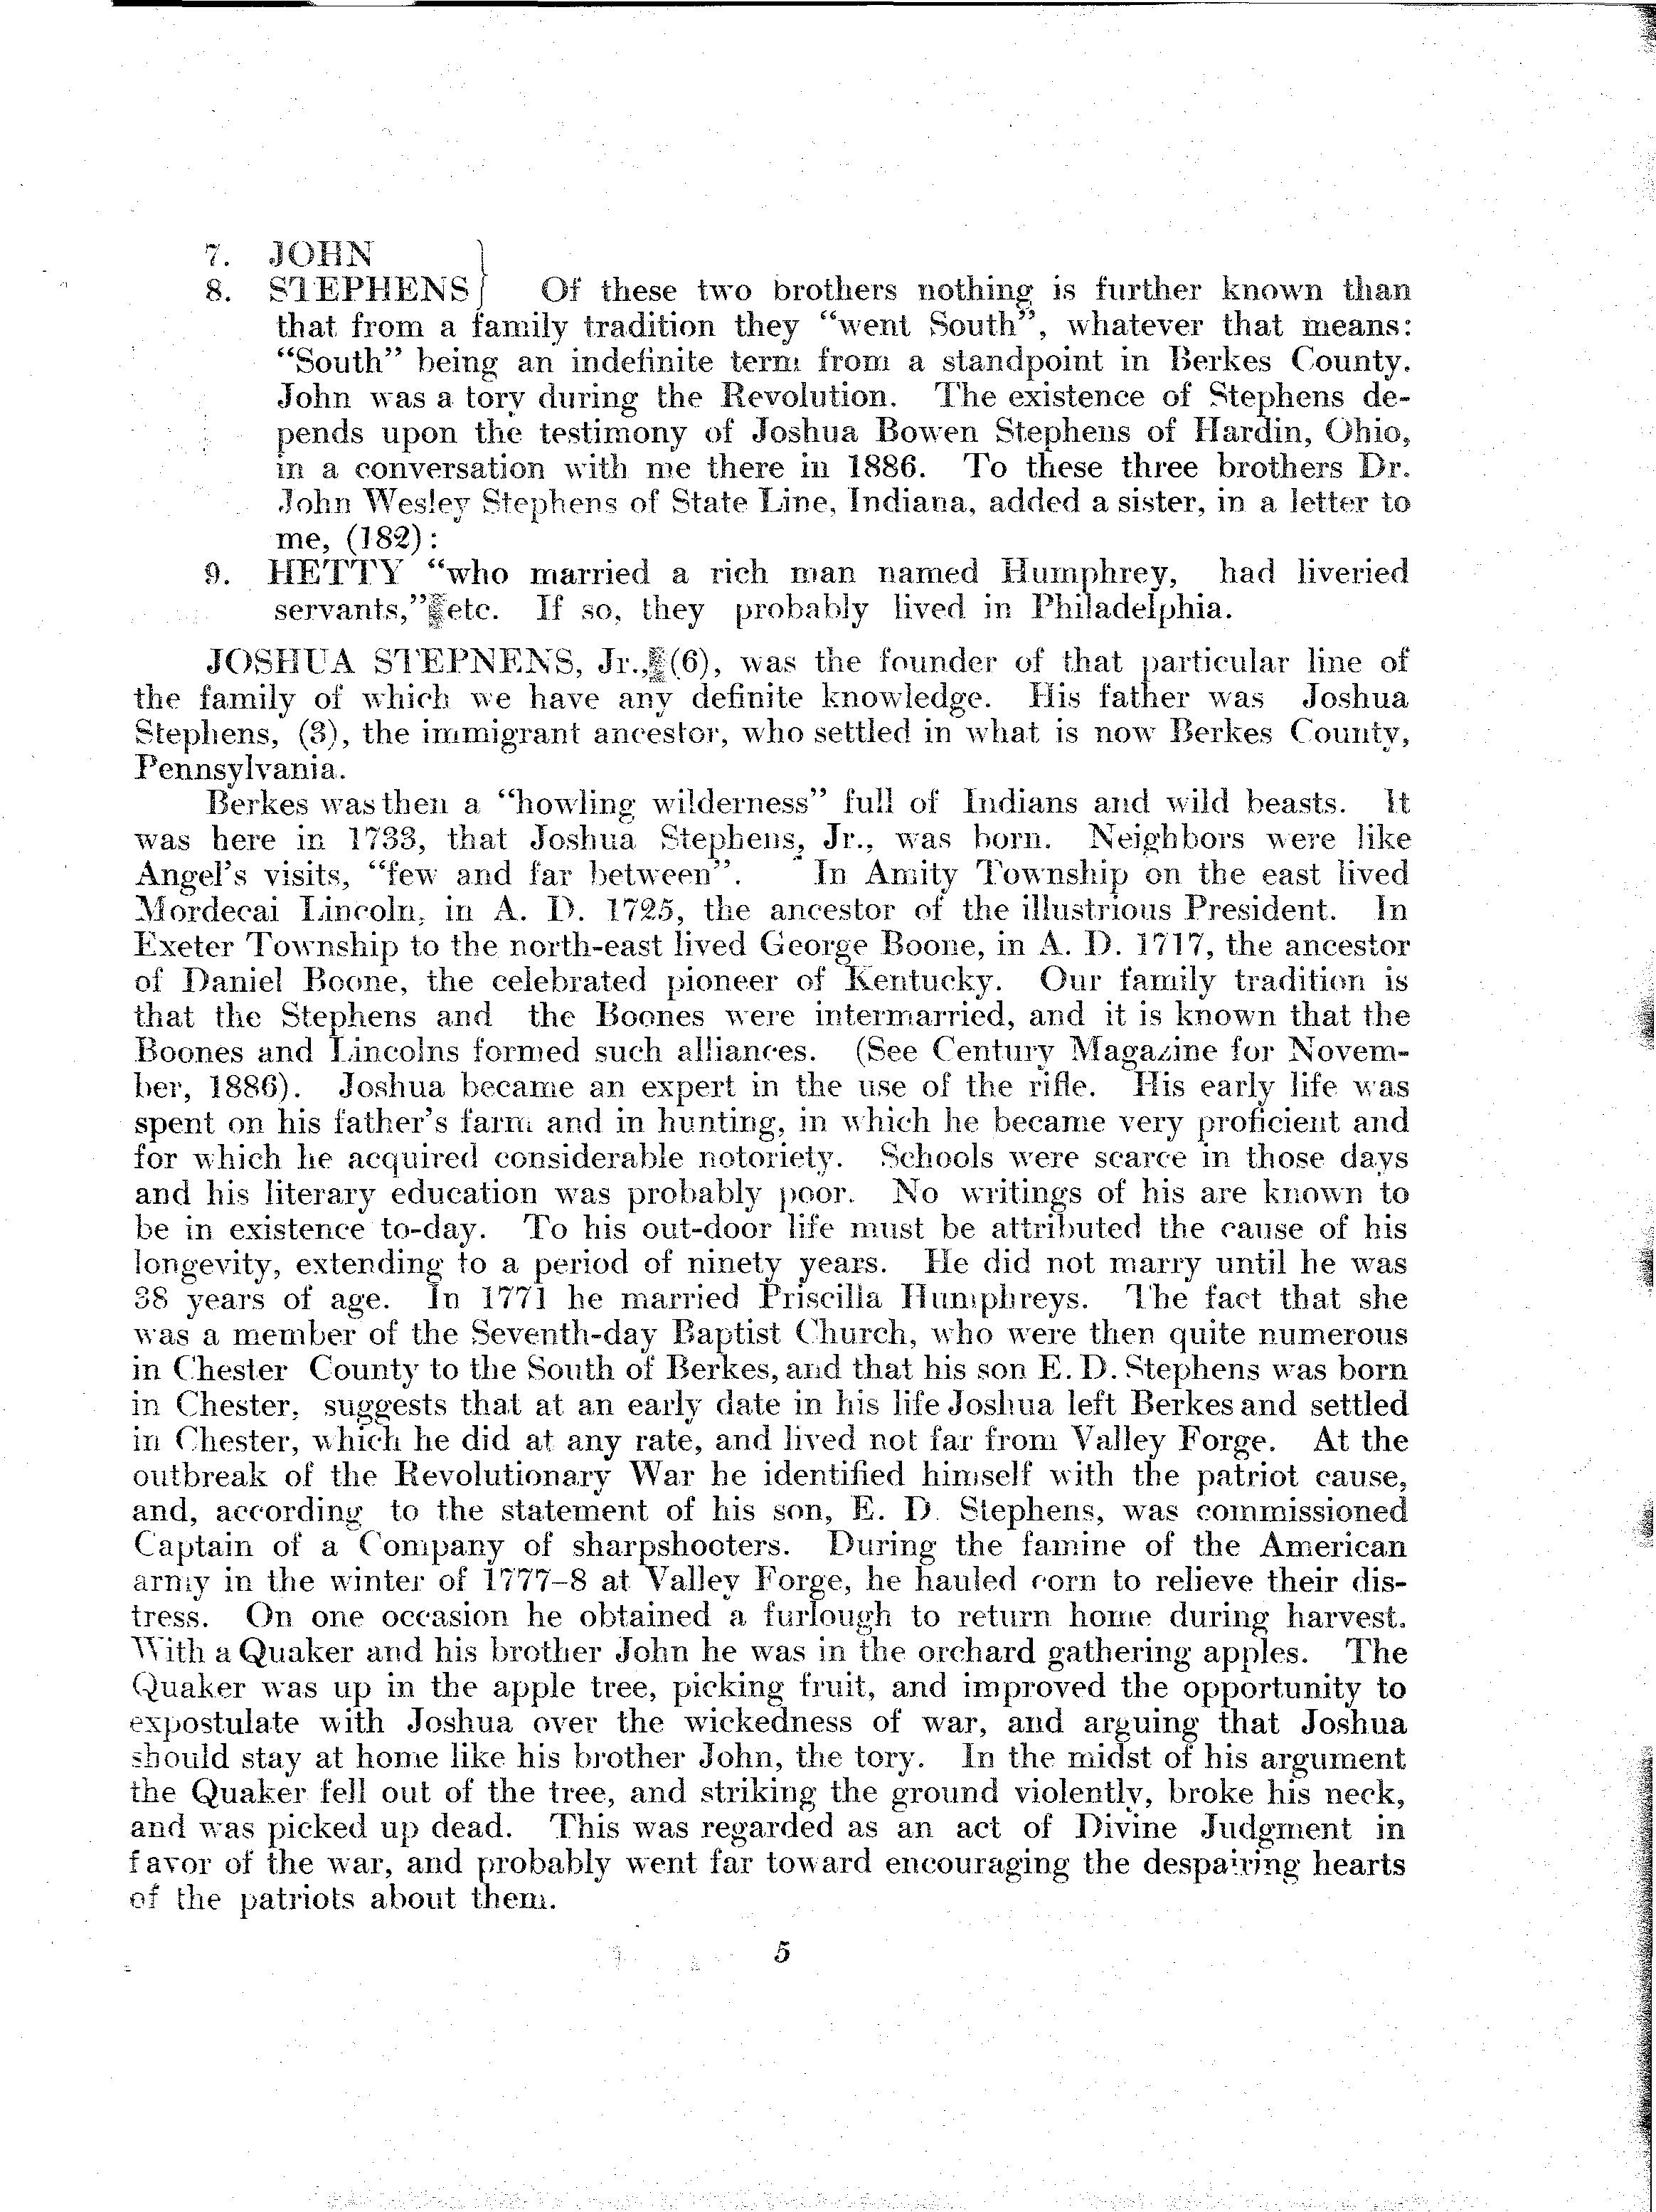 7. JOHN
8. STEPHENS} Of these two brothers nothing is further known than
that from a family tradition they “went South”, whatever that means:
“South” being an indefinite term from a standpoint in Berkes County.
John was a tory during the Revolution. The existence of Stephens de-
pends upon the testimony of Joshua Bowen Stephens of Hardin, Ohio,
in a conversation with me there in 1886. To these three brothers Dr.
John Wesley Stephens of State Line, Indiana, added a sister, in a letter to
me, (182):
9. HETTY “who married a rich man named Humphrey, had liveried
servants,” etc. If so, they probably lived in Philadelphia.
JOSHUA STEPNENS, Jr., (6), was the founder of that particular line of
the family of which we have any definite knowledge. His father was Joshua
Stephens, (3), the immigrant ancestor, who settled in what is now Berkes County,
Pennsylvania.
Berkes was then a “howling wilderness” full of Indians and wild beasts. It
was here in 1733, that Joshua Stephens, Jr., was born. Neighbors were like
Angel's visits, “few and far between”. In Amity Township on the east lived
Mordecai Lincoln, in A. D. 1725, the ancestor of the illustrious President. In
Exeter Township to the north-east lived George Boone, in A. D. 1717, the ancestor
of Daniel Boone, the celebrated pioneer of Kentucky. Our family tradition is
that the Stephens and the Boones were intermarried, and it is known that the
Boones and Lincolns formed such alliances. (See Century Magazine for Novem-
ber, 1886). Joshua became an expert in the use of the rifle. His early life was
spent on his father's farm and in hunting, in which he became very proficient and
for which he acquired considerable notoriety. Schools were scarce in those days
and his literary education was probably poor. No writings of his are known to
be in existence to-day. To his out-door life must be attributed the cause of his
longevity, extending to a period of ninety years. He did not marry until he was
38 years of age. In 1771 he married Priscilla Humphreys. The fact that she
was a member of the Seventh-day Baptist Church, who were then quite numerous
in Chester County to the South of Berkes, and that his son E. D. Stephens was born
in Chester, suggests that at an early date in his life Joshua left Berkes and settled
in Chester, which he did at any rate, and lived not far from Valley Forge. At the
outbreak of the Revolutionary War he identified himself with the patriot cause,
and, according to the statement of his son, E. D. Stephens, was commissioned
Captain of a Company of sharpshooters. During the famine of the American
army in the winter of 1777-8 at Valley Forge, he hauled corn to relieve their dis-
tress. On one occasion he obtained a furlough to return home during harvest.
With a Quaker and his brother John he was in the orchard gathering apples. The
Quaker was up in the apple tree, picking fruit, and improved the opportunity to
expostulate with Joshua over the wickedness of war, and arguing that Joshua
should stay at home like his brother John, the tory. In the midst of his argument
the Quaker fell out of the tree, and striking the ground violently, broke his neck,
and was picked up dead. This was regarded as an act of Divine Judgment in
favor of the war, and probably went far toward encouraging the despairing hearts
of the patriots about them.
5